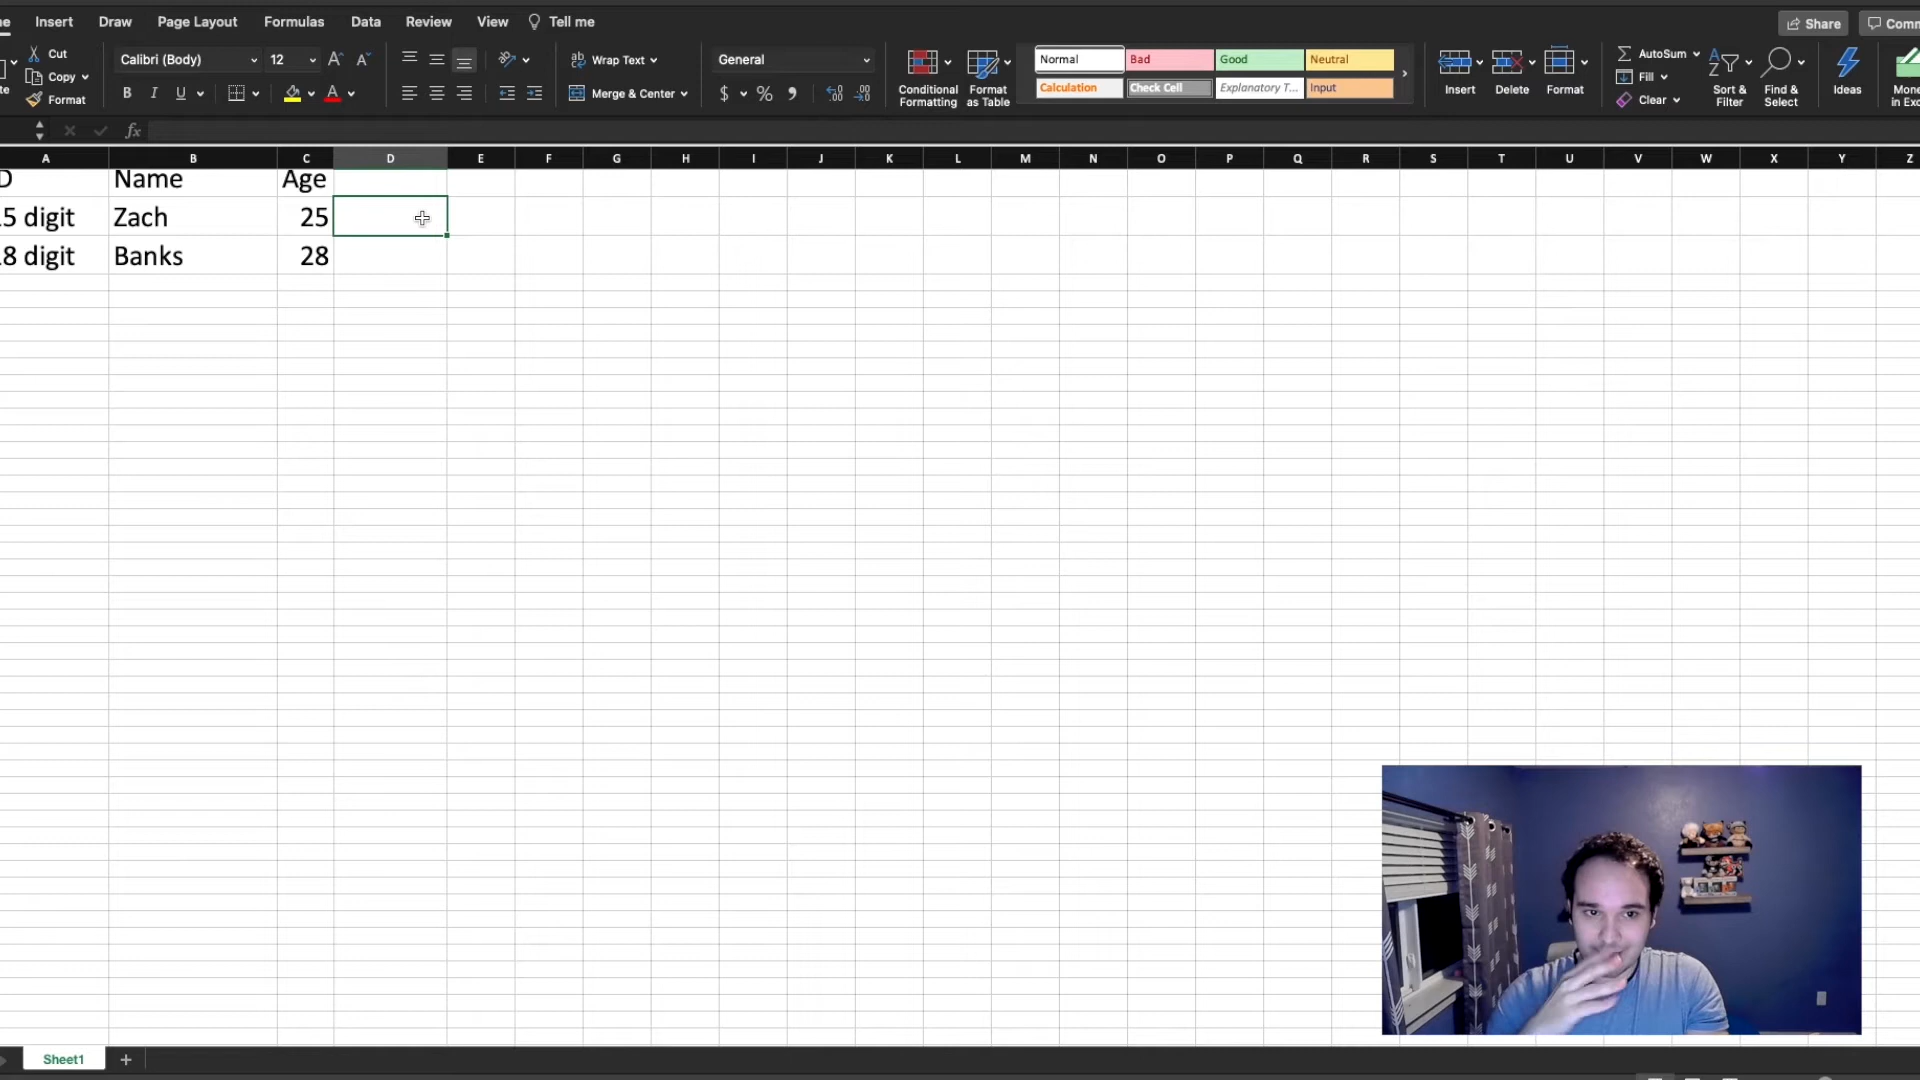 Insert Draw Page Layout Formulas Data Review View Tell me Share
Cut
Copy
Format
Calibri (Body) 12
B I U A
Wrap Text
Merge & Center
General
$ % 9
Conditional Formatting
Format as Table
Normal Bad Good Neutral
Calculation Check Cell Explanatory T... Input
Insert Delete Format
AutoSum
Fill
Clear
Sort & Filter
Find & Select
Ideas
fx
A B C D E F G H I J K L M N O P Q R S T U V W X Y Z
D Name Age
5 digit Zach 25
8 digit Banks 28
Sheet1 +